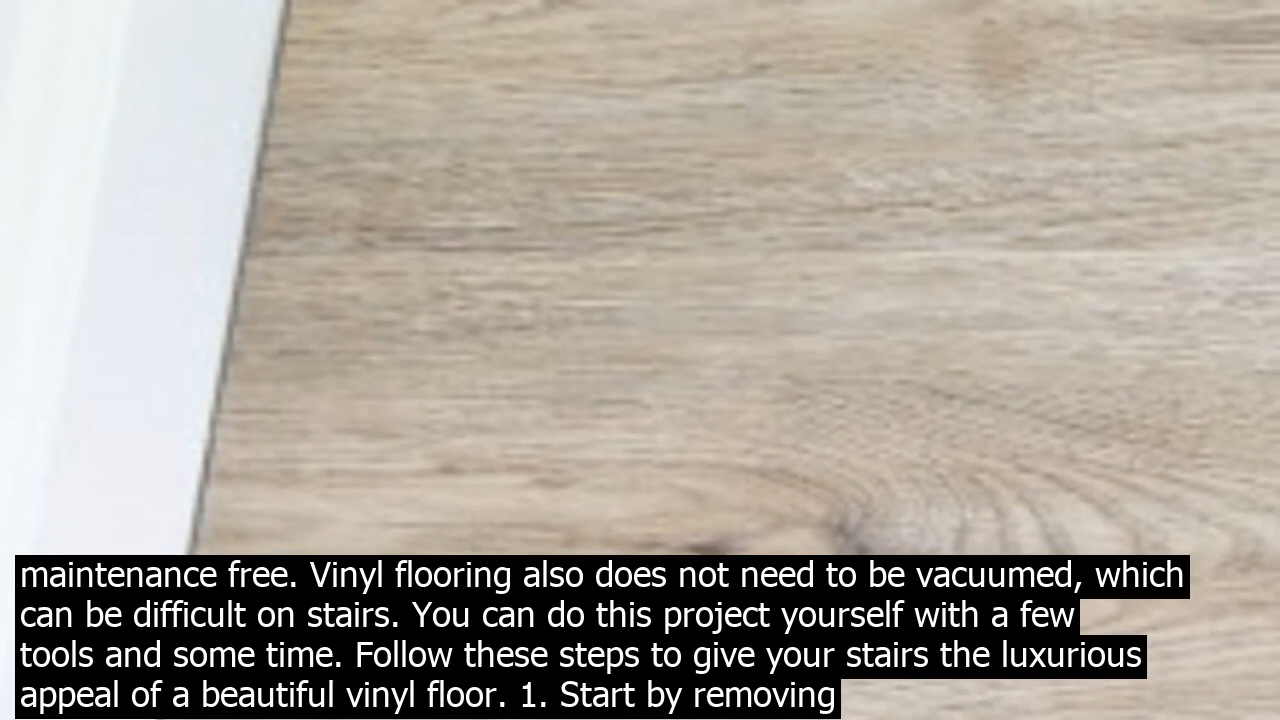 maintenance free. Vinyl flooring also does not need to be vacuumed, which
can be difficult on stairs. You can do this project yourself with a few
tools and some time. Follow these steps to give your stairs the luxurious
appeal of a beautiful vinyl floor. 1. Start by removing